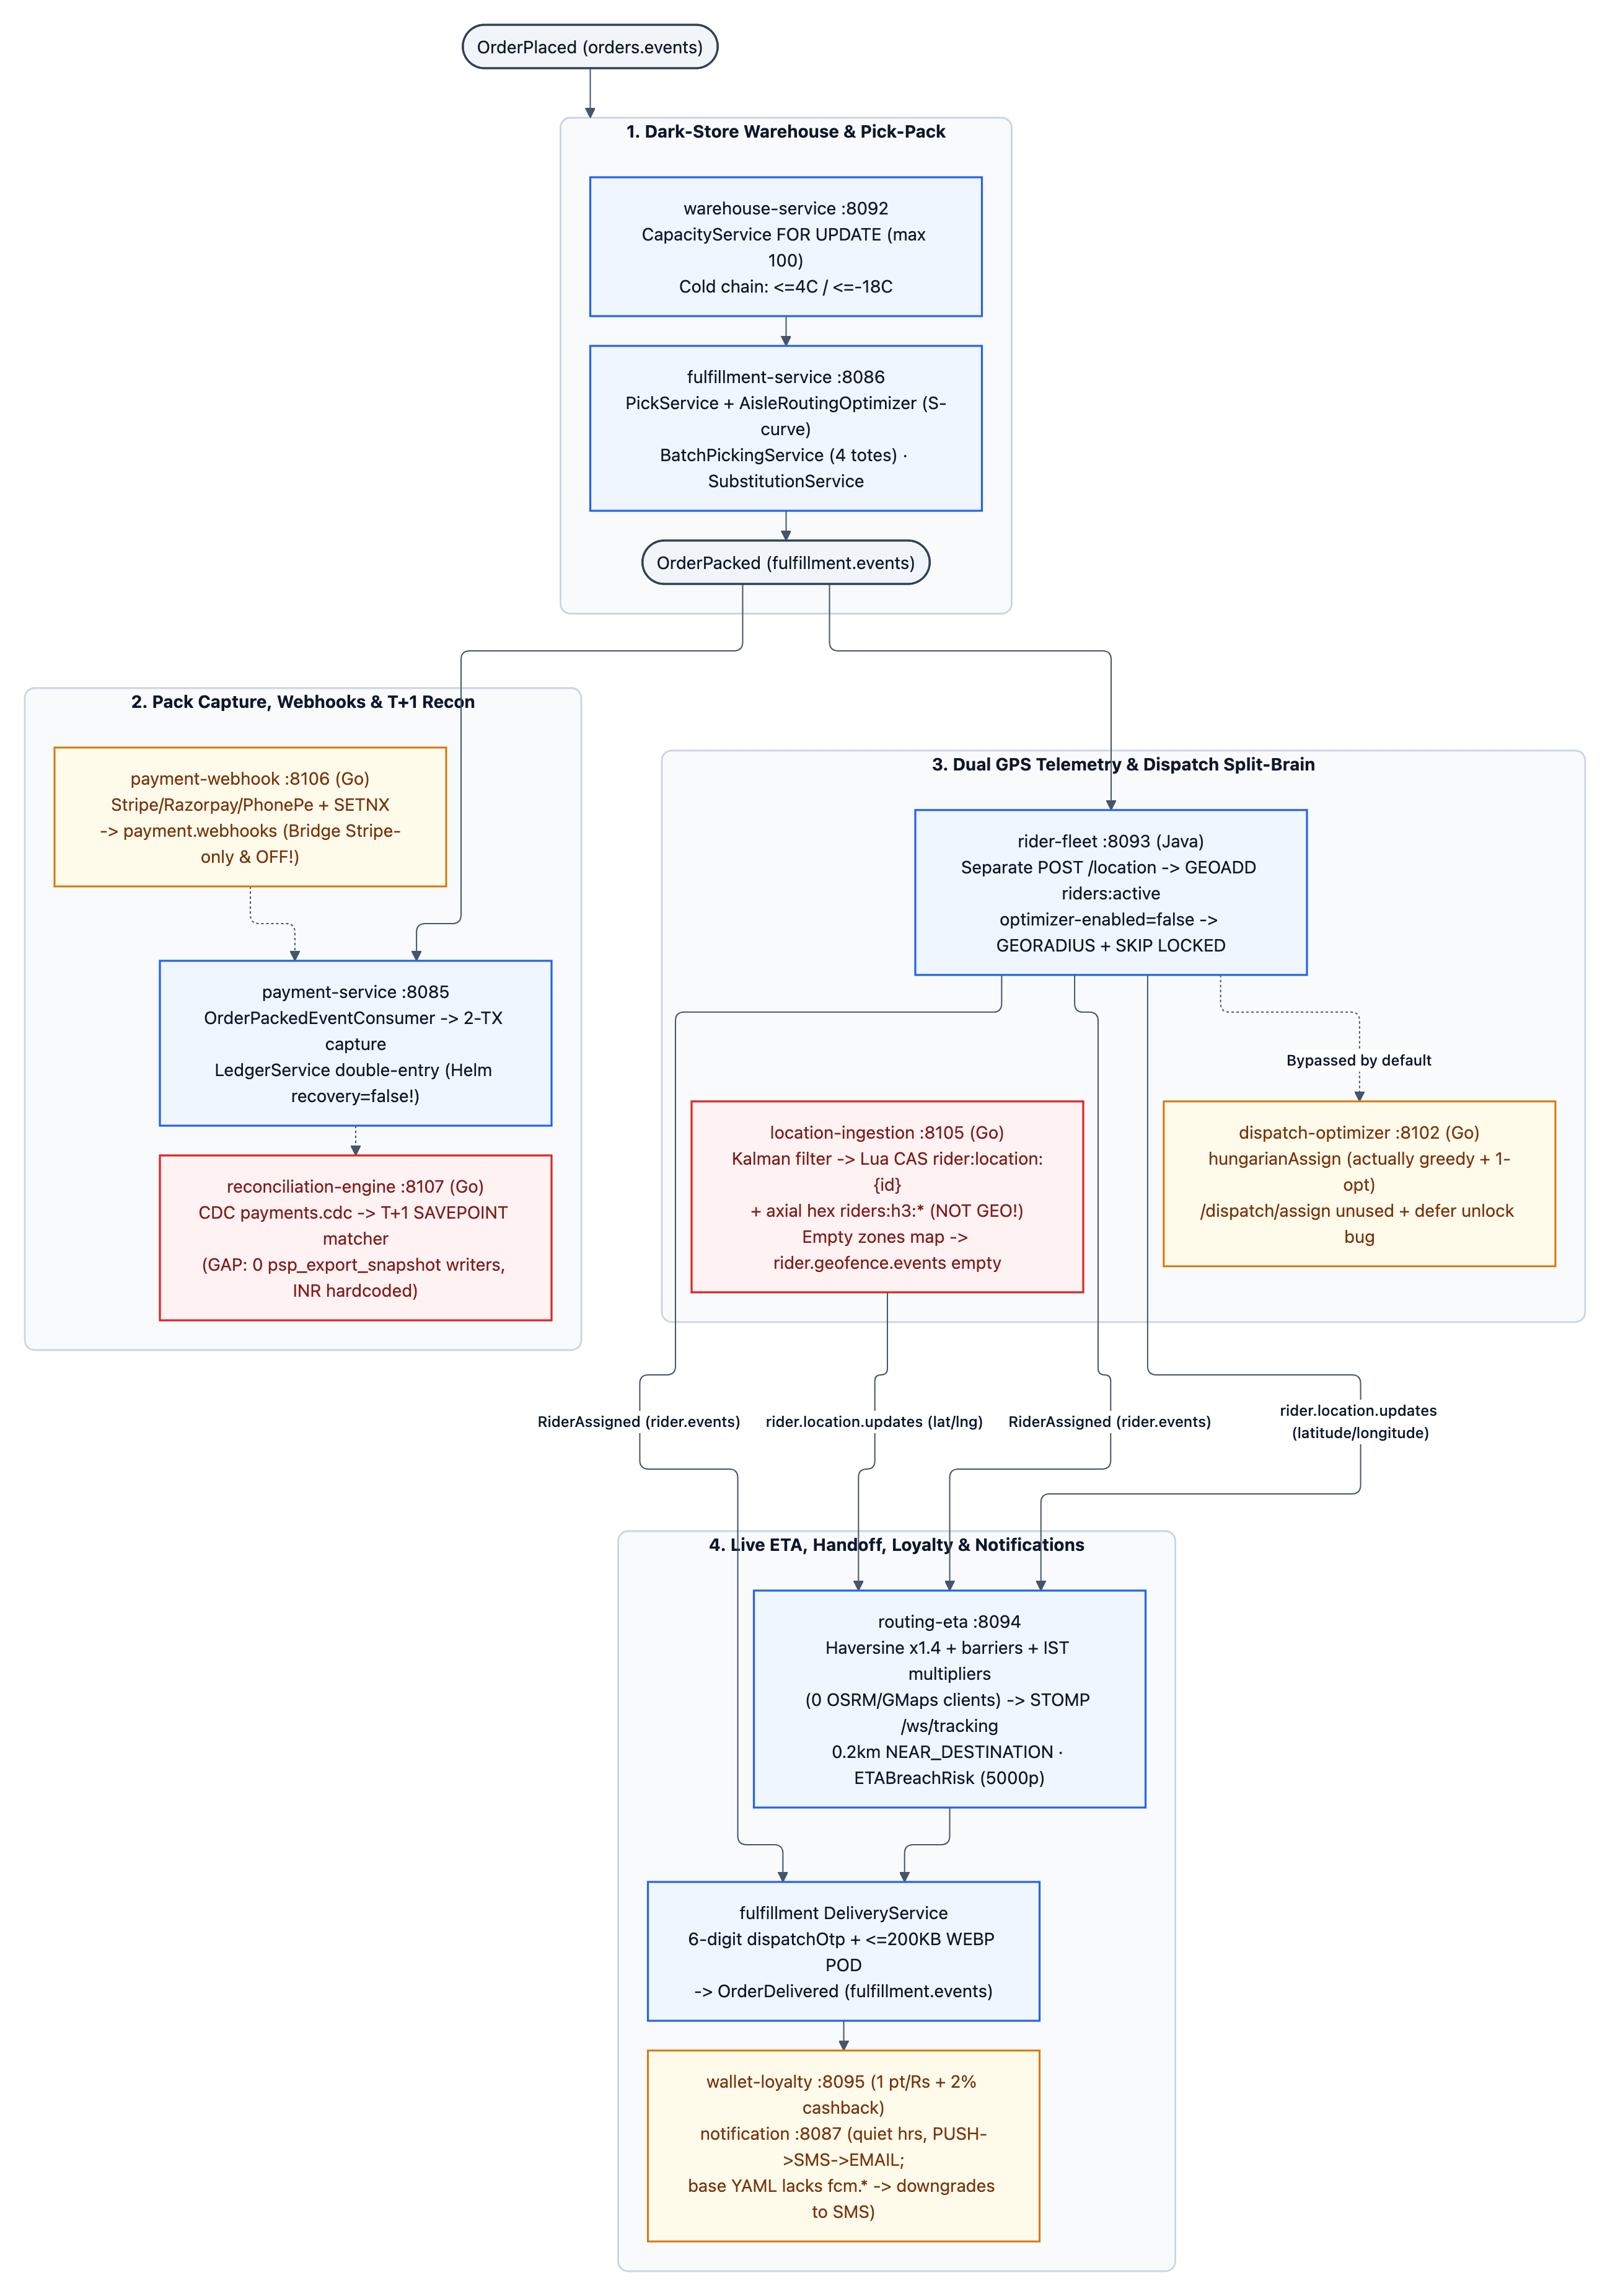 OrderPlaced (orders.events)
1. Dark-Store Warehouse & Pick-Pack
warehouse-service :8092
CapacityService FOR UPDATE (max
100)
Cold chain: <=4C / <=-18C
fulfillment-service :8086
PickService + AisleRoutingOptimizer (S-
curve)
BatchPickingService (4 totes) ·
SubstitutionService
OrderPacked (fulfillment.events)
2. Pack Capture, Webhooks & T+1 Recon
payment-webhook :8106 (Go)
Stripe/Razorpay/PhonePe + SETNX
-> payment.webhooks (Bridge Stripe-
only & OFF!)
payment-service :8085
OrderPackedEventConsumer -> 2-TX
capture
LedgerService double-entry (Helm
recovery=false!)
reconciliation-engine :8107 (Go)
CDC payments.cdc -> T+1 SAVEPOINT
matcher
(GAP: 0 psp_export_snapshot writers,
INR hardcoded)
3. Dual GPS Telemetry & Dispatch Split-Brain
rider-fleet :8093 (Java)
Separate POST /location -> GEOADD
riders:active
optimizer-enabled=false ->
GEORADIUS + SKIP LOCKED
Bypassed by default
location-ingestion :8105 (Go)
Kalman filter -> Lua CAS rider:location:
{id}
+ axial hex riders:h3:* (NOT GEO!)
Empty zones map ->
rider.geofence.events empty
dispatch-optimizer :8102 (Go)
hungarianAssign (actually greedy + 1-
opt)
/dispatch/assign unused + defer unlock
bug
RiderAssigned (rider.events)
rider.location.updates (lat/lng)
RiderAssigned (rider.events)
rider.location.updates
(latitude/longitude)
4. Live ETA, Handoff, Loyalty & Notifications
routing-eta :8094
Haversine x1.4 + barriers + IST
multipliers
(0 OSRM/GMaps clients) -> STOMP
/ws/tracking
0.2km NEAR_DESTINATION ·
ETABreachRisk (5000p)
fulfillment DeliveryService
6-digit dispatchOtp + <=200KB WEBP
POD
-> OrderDelivered (fulfillment.events)
wallet-loyalty :8095 (1 pt/Rs + 2%
cashback)
notification :8087 (quiet hrs, PUSH-
>SMS->EMAIL;
base YAML lacks fcm.* -> downgrades
to SMS)